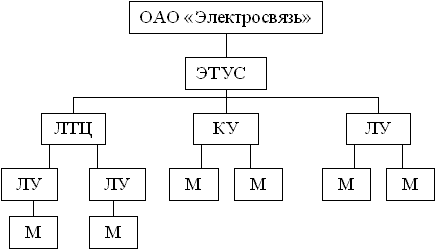 ОАО «Электросвязь»
ЭТУС
ЛТЦ КУ ЛУ
ЛУ ЛУ М М М М
М М